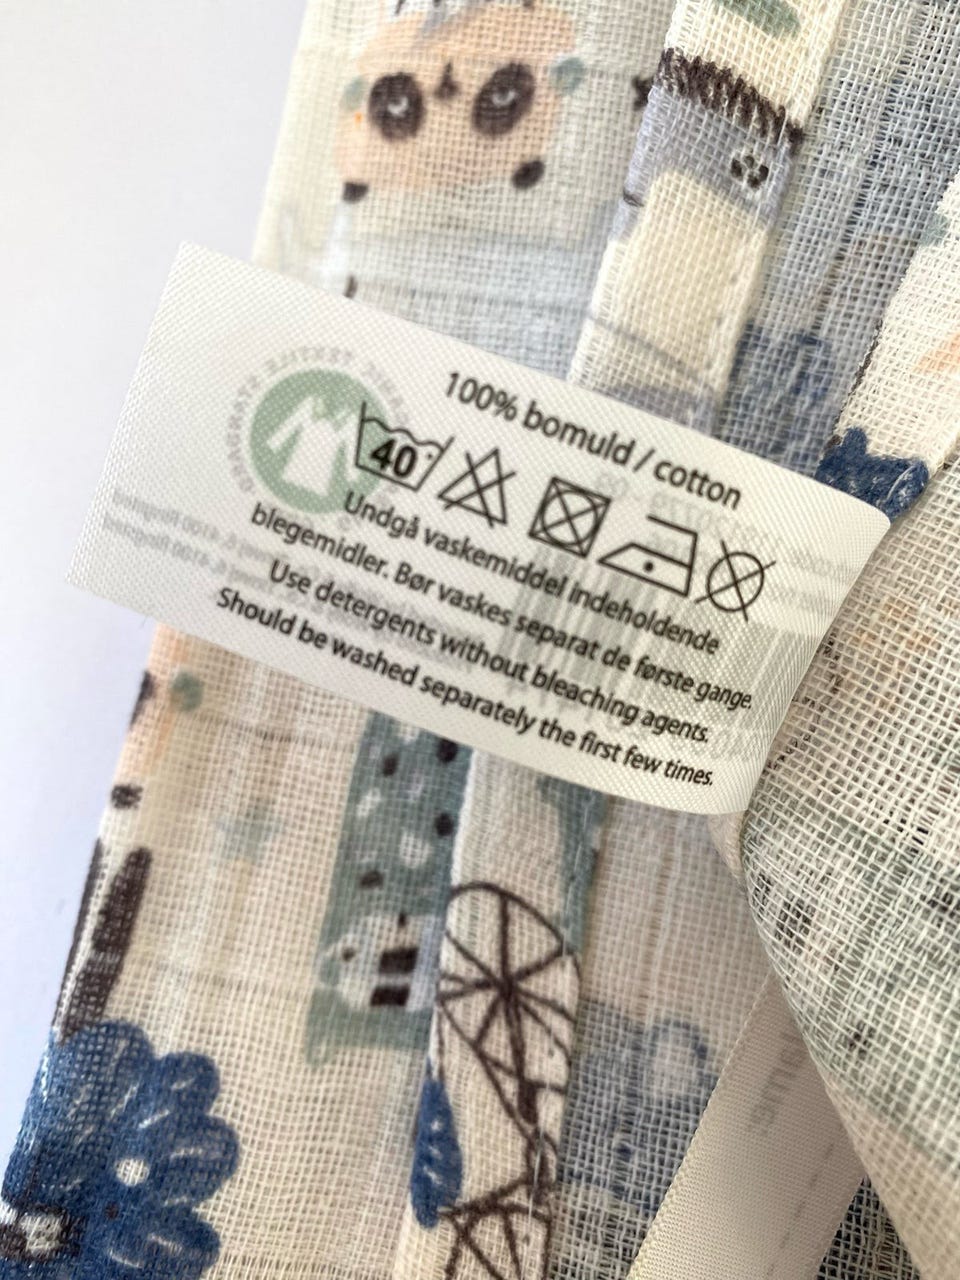 100% bomuld / cotton
40°
Undgå vaskemiddel indeholdende
blegemidler. Bør vaskes separat de første gange.
Use detergents without bleaching agents.
Should be washed separately the first few times.